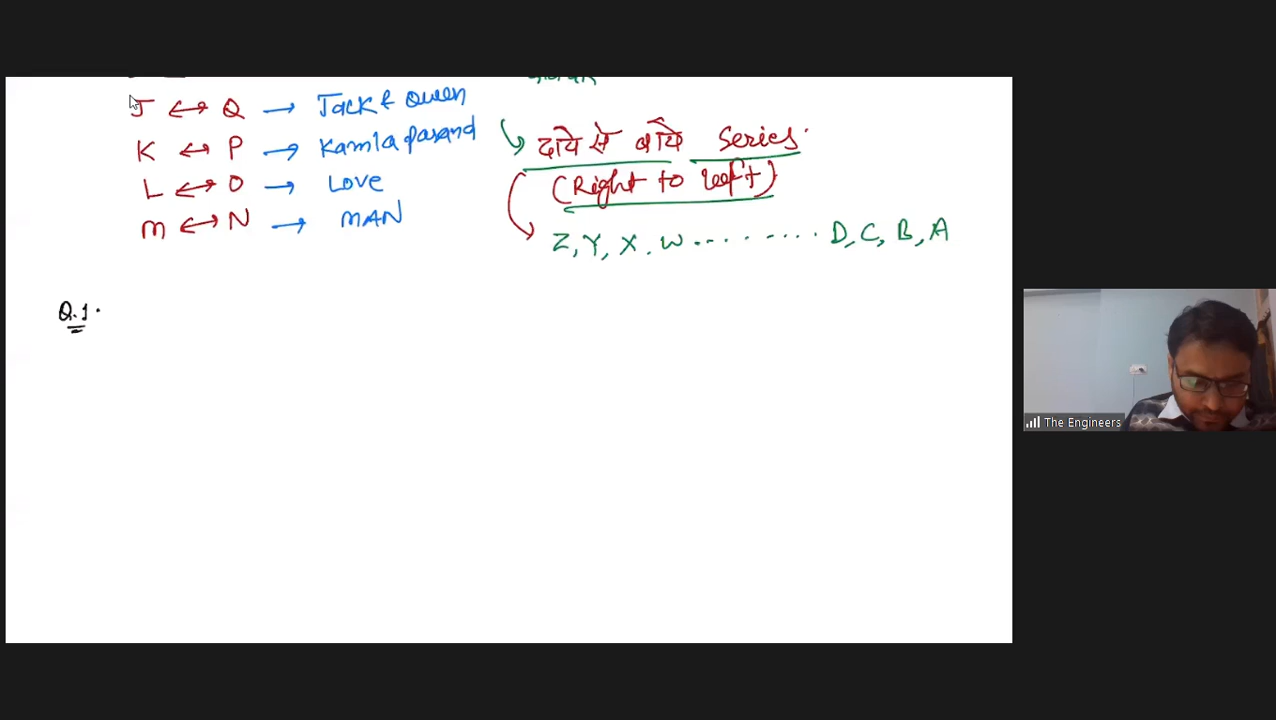 J ↔ Q → Jack & Queen
K ↔ P → Kamla Pasand
L ↔ O → Love
M ↔ N → MAN
दाये से बाये Series
(Right to left)
Z, Y, X, W ......... D, C, B, A
Q.1.
The Engineers